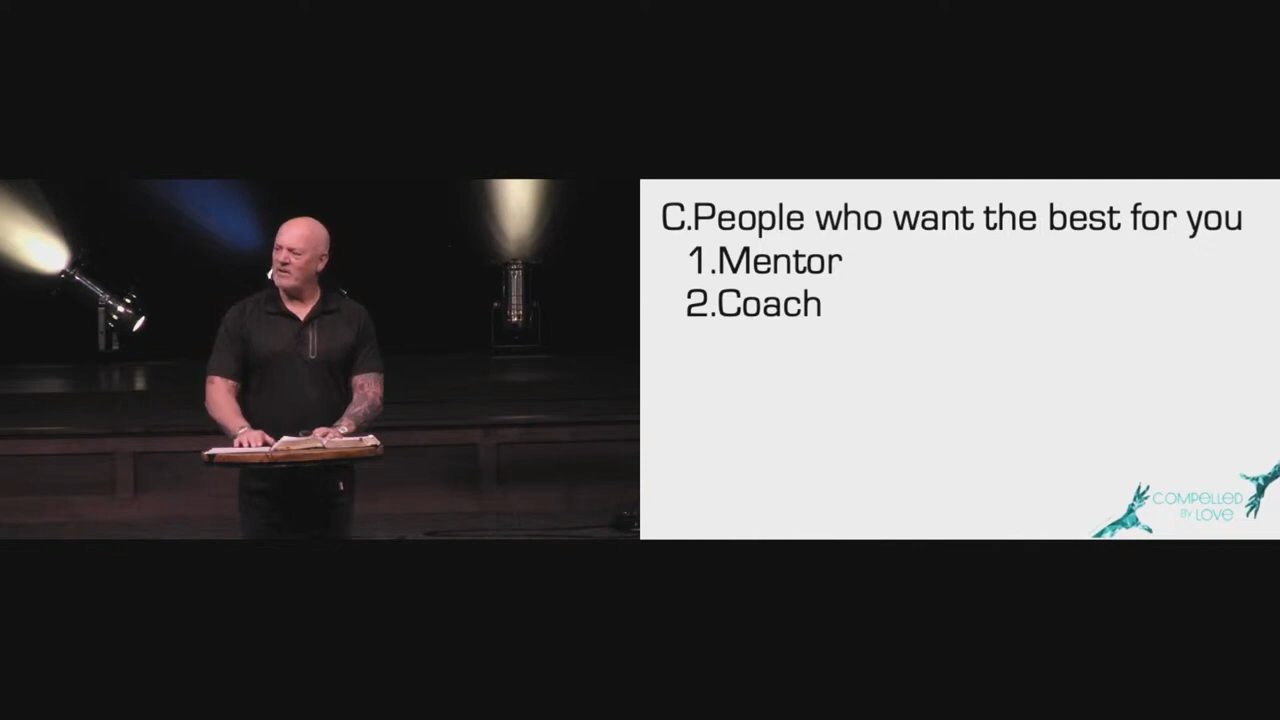 C.People who want the best for you
1.Mentor
2.Coach
COMPELLED
BY LOVE